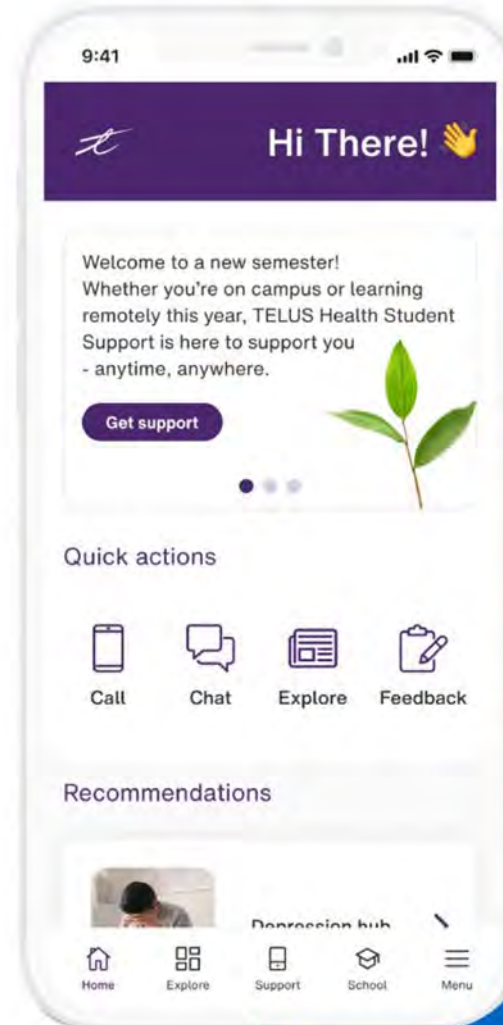 9:41
Hi There! 👋
Welcome to a new semester!
Whether you're on campus or learning
remotely this year, TELUS Health Student
Support is here to support you
- anytime, anywhere.
Get support
Quick actions
Call
Chat
Explore
Feedback
Recommendations
Depression hub
Home
Explore
Support
School
Menu